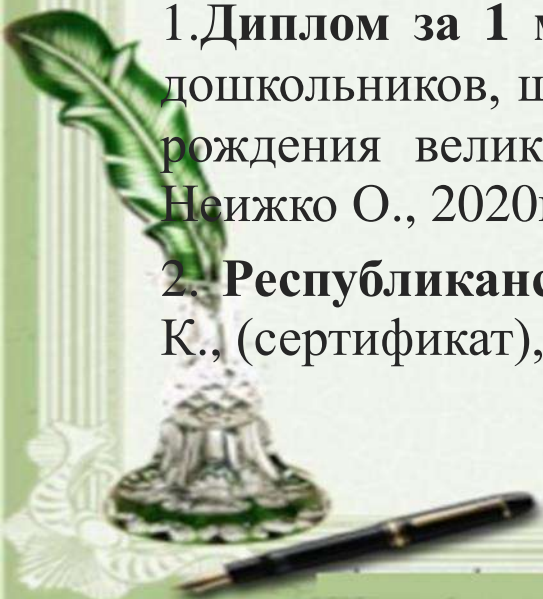 1.Диплом за 1
дошкольников,
рождения велик
Неижко О., 2020
2. Республиканс
К., (сертификат),